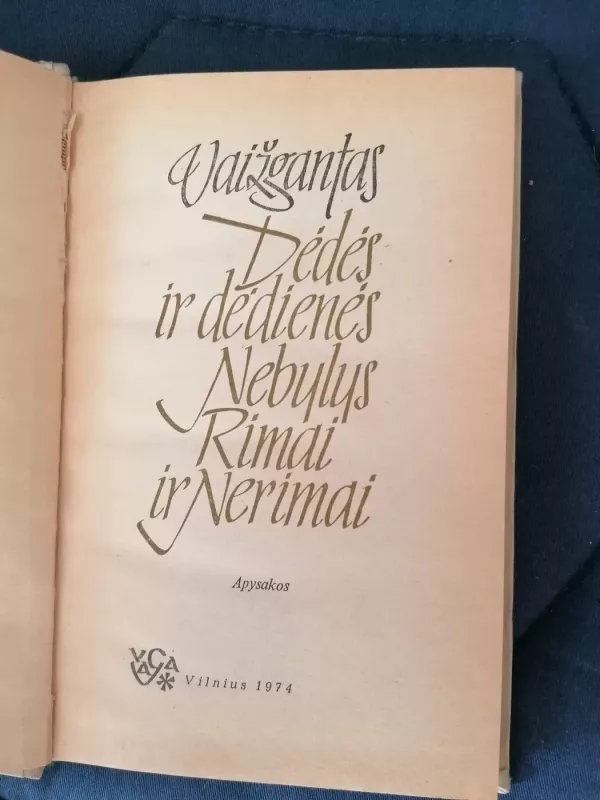 Vaižgantas
Dėdės
ir dėdienės
Nebylys
Rimai
ir Nerimai
Apysakos
VAGA
Vilnius 1974